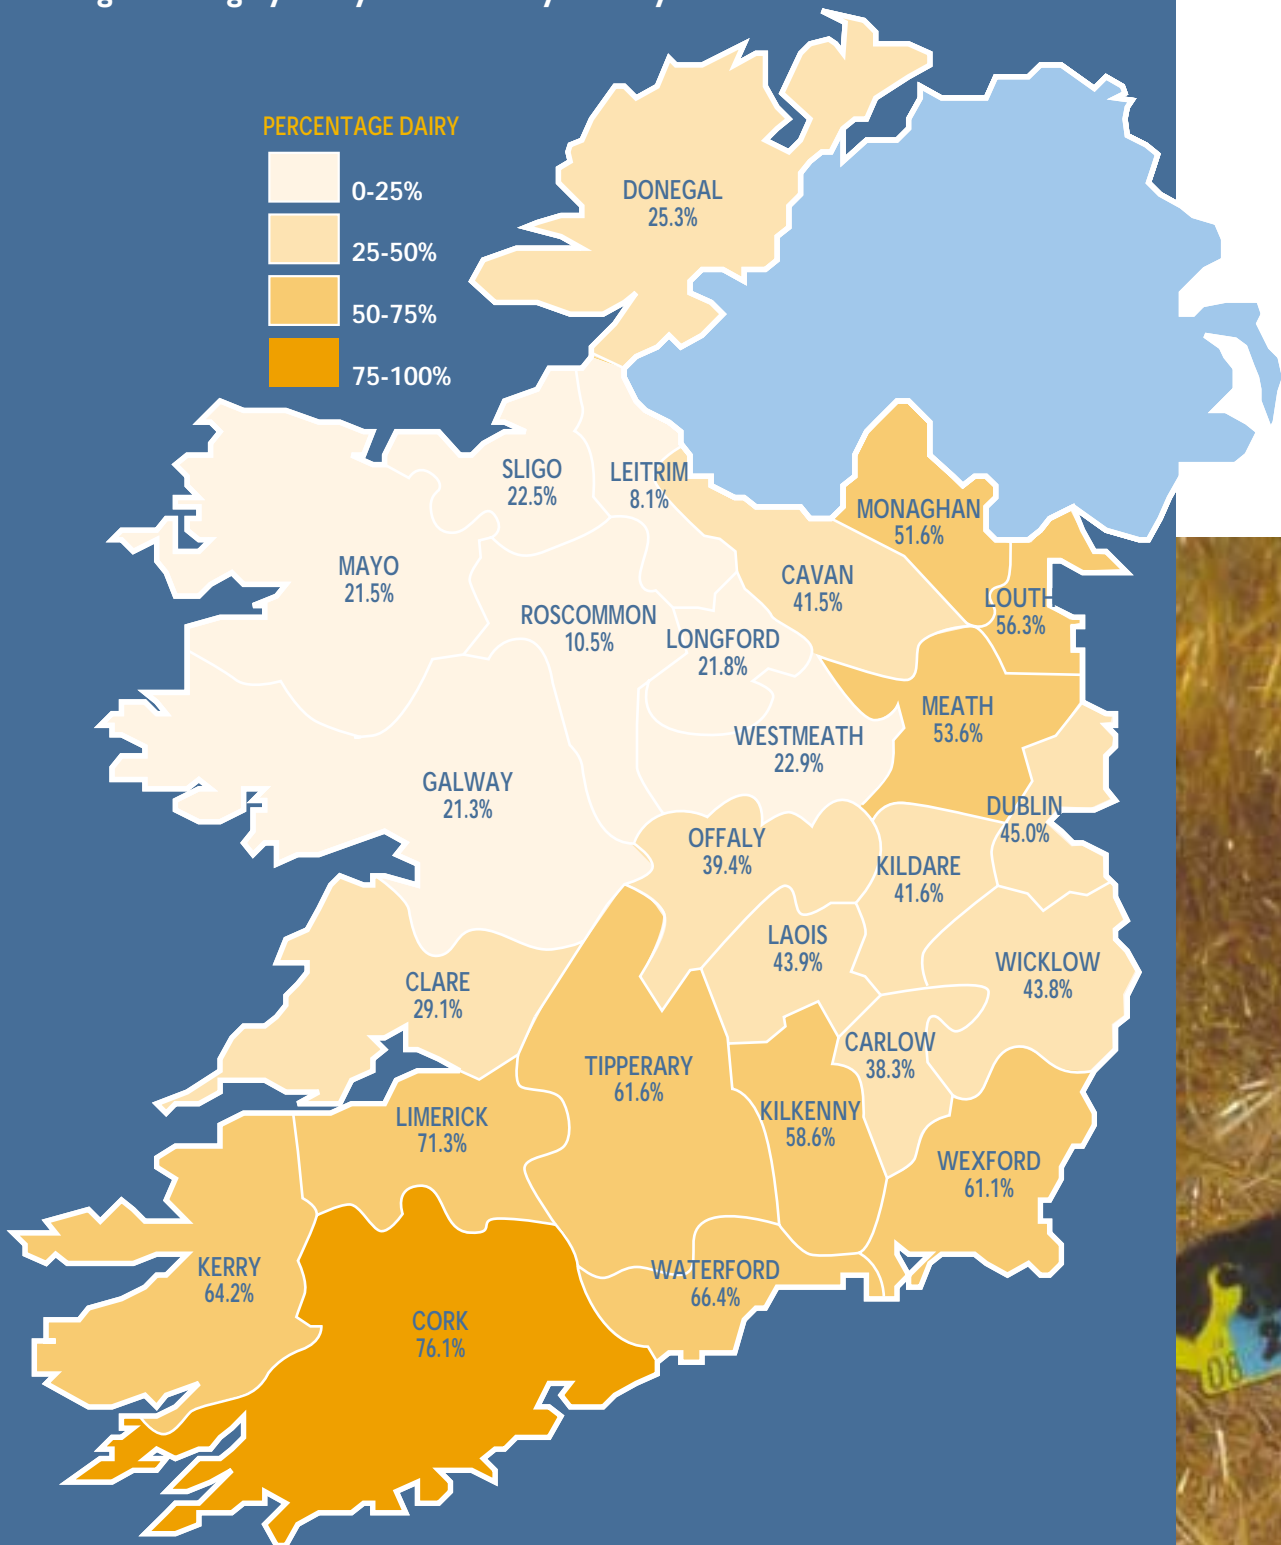 PERCENTAGE DAIRY
0-25%
25-50%
50-75%
75-100%
DONEGAL
25.3%
SLIGO
22.5%
LEITRIM
8.1%
MONAGHAN
51.6%
MAYO
21.5%
CAVAN
41.5%
LOUTH
56.3%
ROSCOMMON
10.5%
LONGFORD
21.8%
MEATH
53.6%
WESTMEATH
22.9%
GALWAY
21.3%
DUBLIN
45.0%
OFFALY
39.4%
KILDARE
41.6%
LAOIS
43.9%
WICKLOW
43.8%
CLARE
29.1%
CARLOW
38.3%
TIPPERARY
61.6%
LIMERICK
71.3%
KILKENNY
58.6%
WEXFORD
61.1%
KERRY
64.2%
WATERFORD
66.4%
CORK
76.1%
08